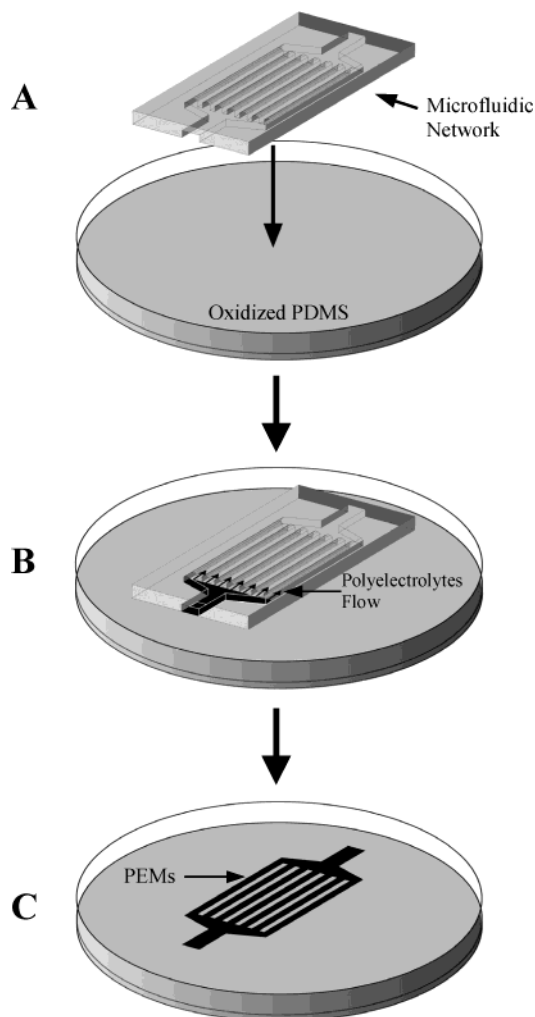 A
Microfluidic
Network
Oxidized PDMS
B
Polyelectrolytes
Flow
PEMs
C